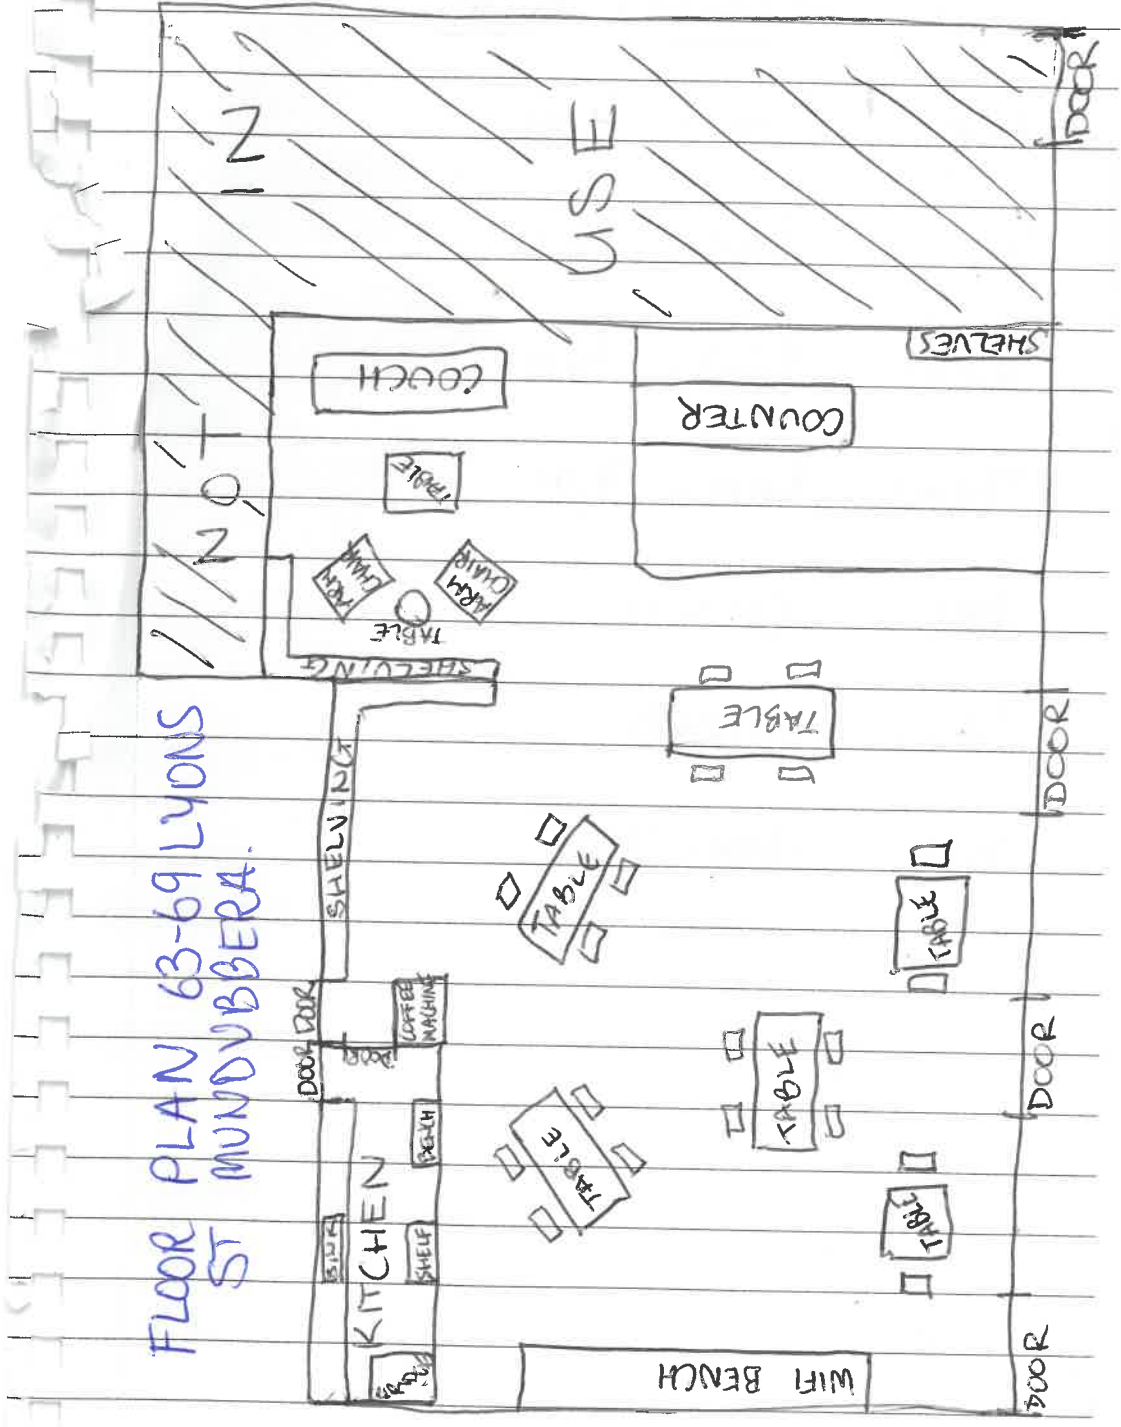 FLOOR PLAN 63-69 LYONS
ST MUNDUBBERA.
NOT IN
USE
DOOR
SHELVES
COUCH
COUNTER
TABLE
ARM
CHAIR
ARM
CHAIR
TABLE
SHELVING
SHELVING
TABLE
DOOR
TABLE
TABLE
DOOR
DOOR
DOOR
COFFEE
MACHINE
TABLE
DOOR
BENCH
TABLE
TABLE
SINK
KITCHEN
SHELF
FRIDGE
WIFI BENCH
DOOR